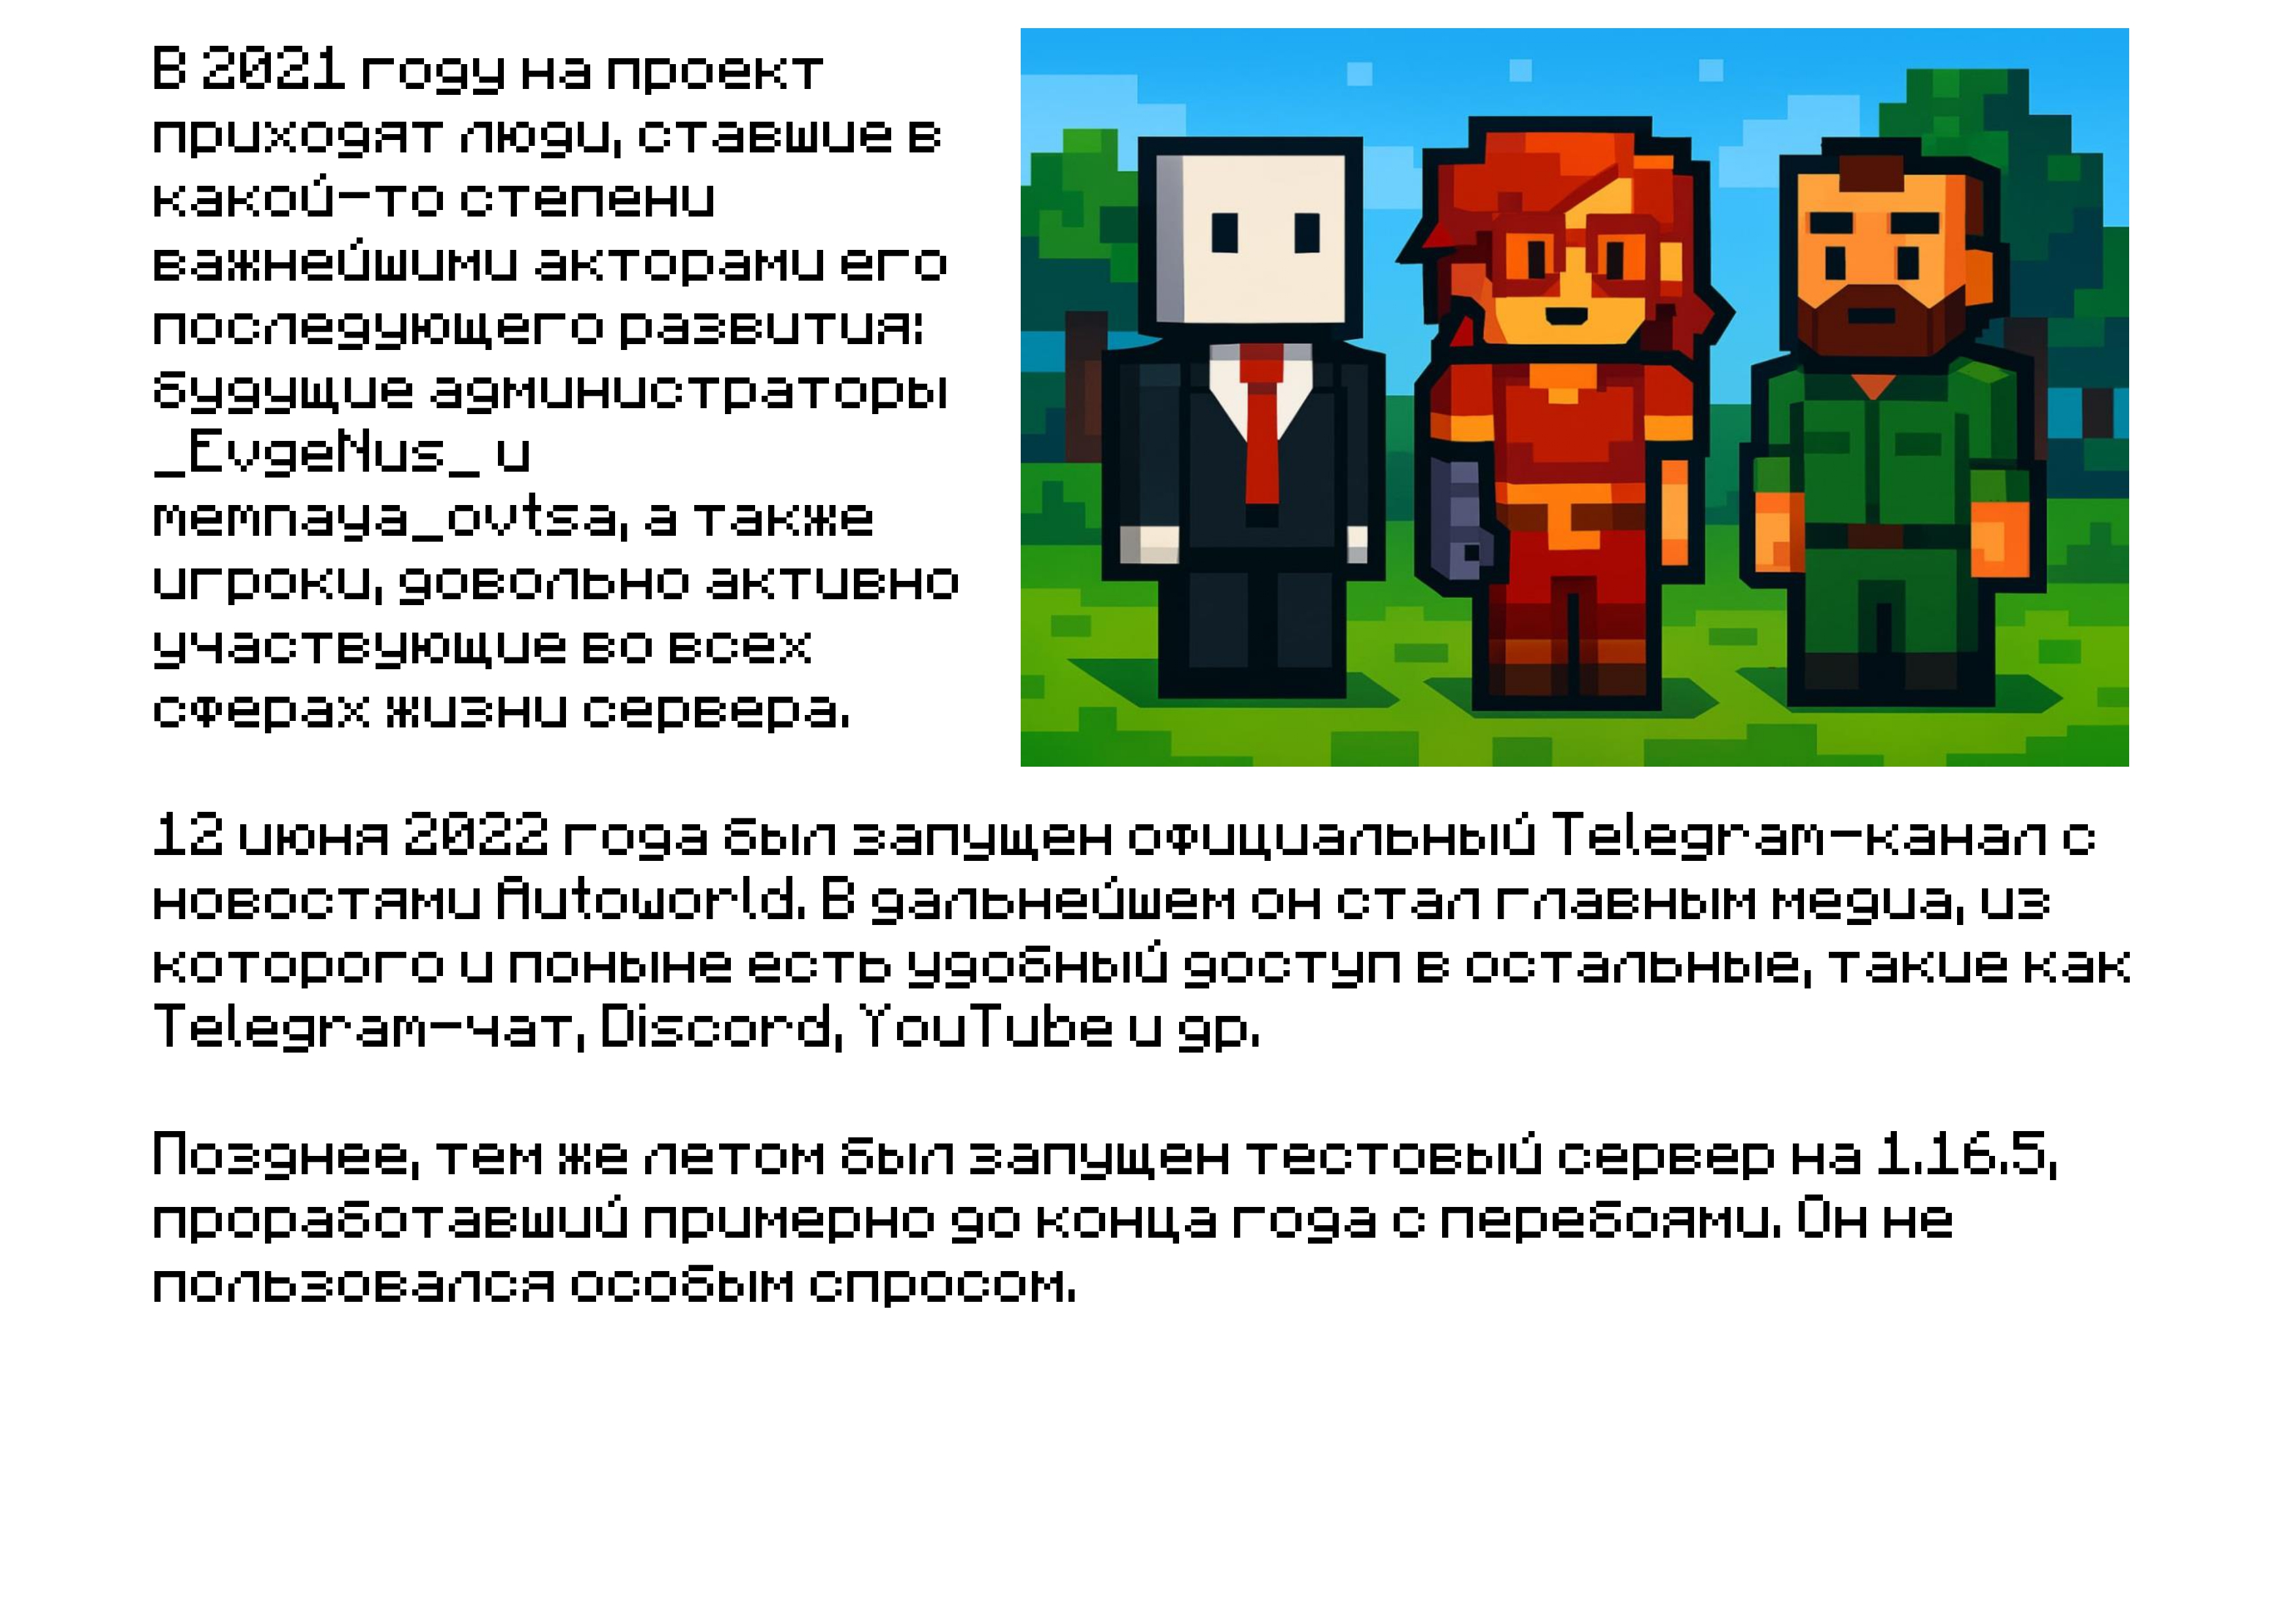 В 2021 году на проект
приходят люди, ставшие в
какой-то степени
важнейшими акторами его
последующего развития:
будущие администраторы
_EvgeNus_ и
memnaya_ovtsa, а также
игроки, довольно активно
участвующие во всех
сферах жизни сервера.
12 июня 2022 года был запущен официальный Telegram-канал с
новостями Autoworld. В дальнейшем он стал главным медиа, из
которого и поныне есть удобный доступ в остальные, такие как
Telegram-чат, Discord, YouTube и др.
Позднее, тем же летом был запущен тестовый сервер на 1.16.5,
проработавший примерно до конца года с перебоями. Он не
пользовался особым спросом.